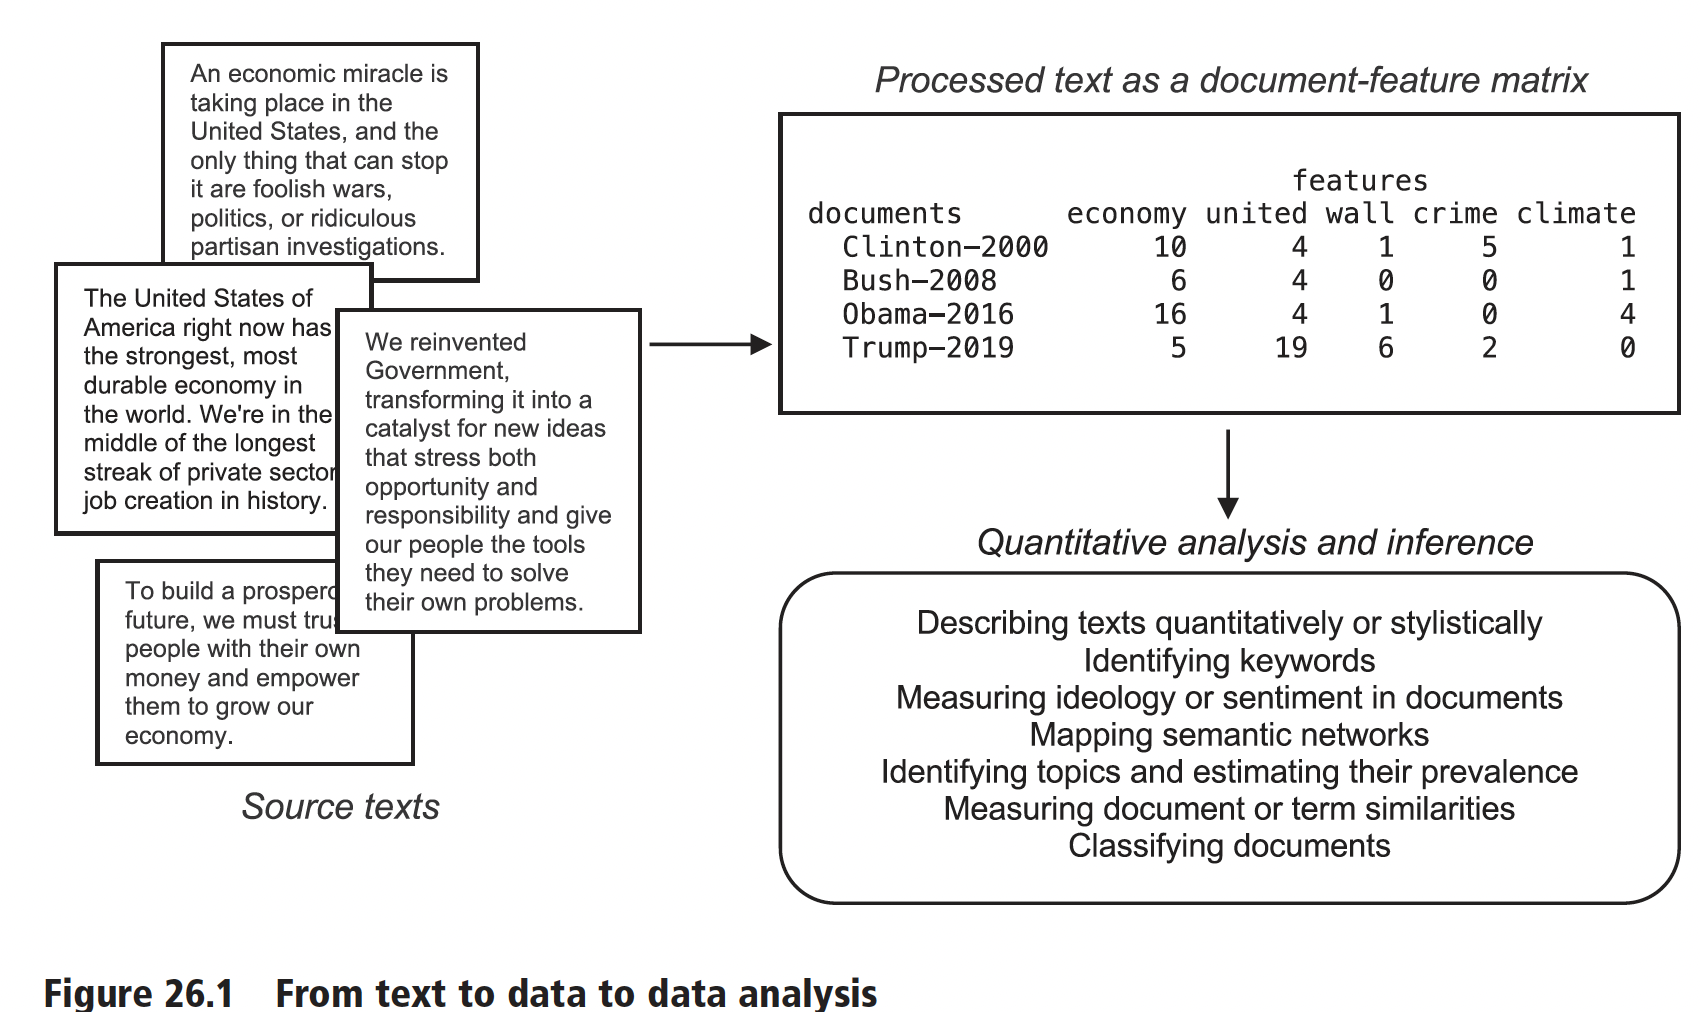 An economic miracle is
taking place in the
United States, and the
only thing that can stop
it are foolish wars,
politics, or ridiculous
partisan investigations.
The United States of
America right now has
the strongest, most
durable economy in
the world. We're in the
middle of the longest
streak of private sector
job creation in history.
We reinvented
Government,
transforming it into a
catalyst for new ideas
that stress both
opportunity and
responsibility and give
our people the tools
they need to solve
their own problems.
To build a
future, we must
people with their own
money and empower
them to grow our
economy.
Source texts
Processed text as a document-feature matrix
features
documents economy united wall crime climate
Clinton-2000 10 4 1 5 1
Bush-2008 6 4 0 0 1
Obama-2016 16 4 1 0 4
Trump-2019 5 19 6 2 0
Quantitative analysis and inference
Describing texts quantitatively or stylistically
Identifying keywords
Measuring ideology or sentiment in documents
Mapping semantic networks
Identifying topics and estimating their prevalence
Measuring document or term similarities
Classifying documents
Figure 26.1 From text to data to data analysis